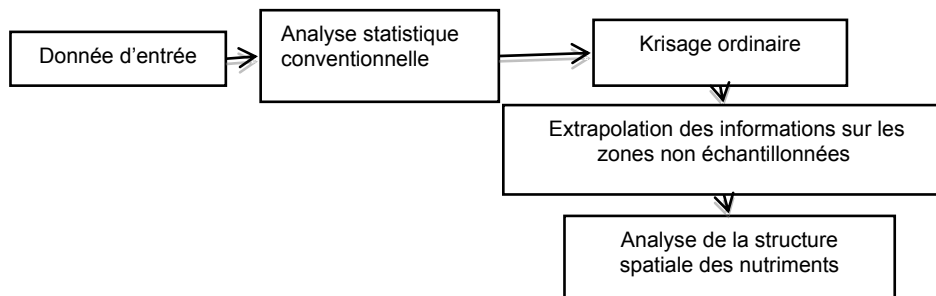 Donnée d’entrée
Analyse statistique
conventionnelle
Krisage ordinaire
Extrapolation des informations sur les
zones non échantillonnées
Analyse de la structure
spatiale des nutriments